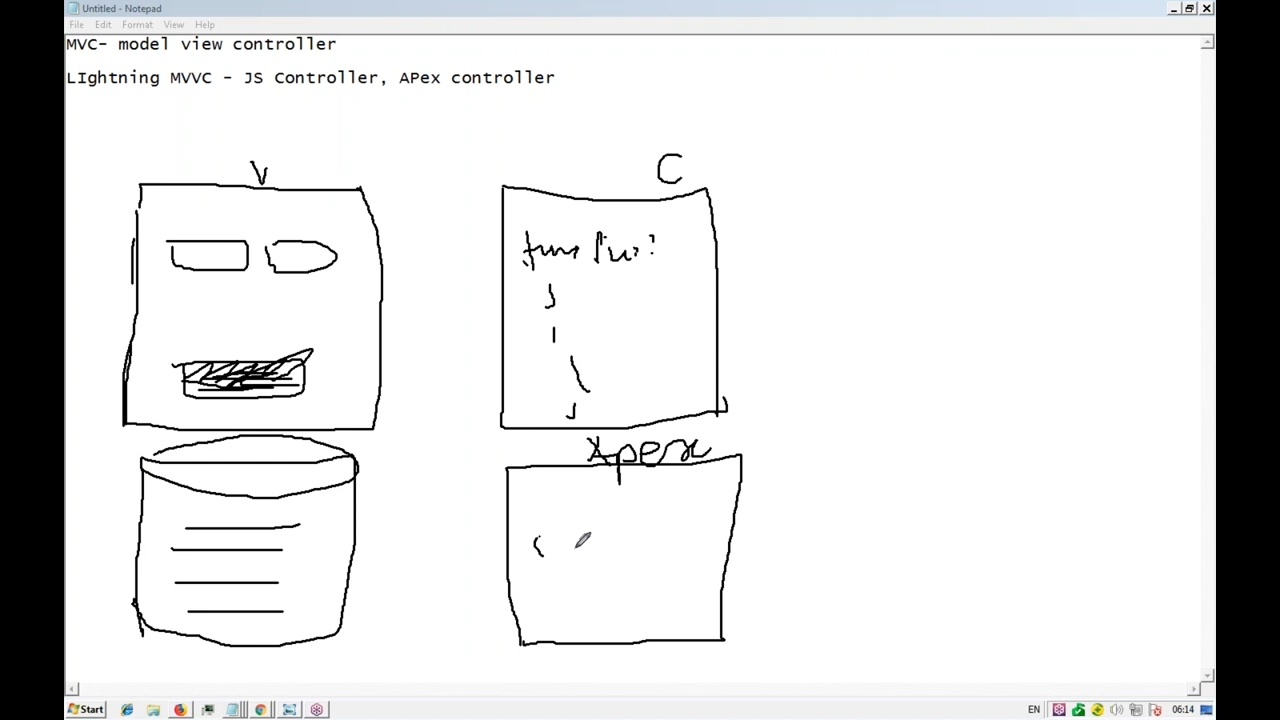 Untitled - Notepad
File Edit Format View Help
MVC- model view controller
LIghtning MVVC - JS Controller, APex controller
V
C
Apex
Start
EN
06:14